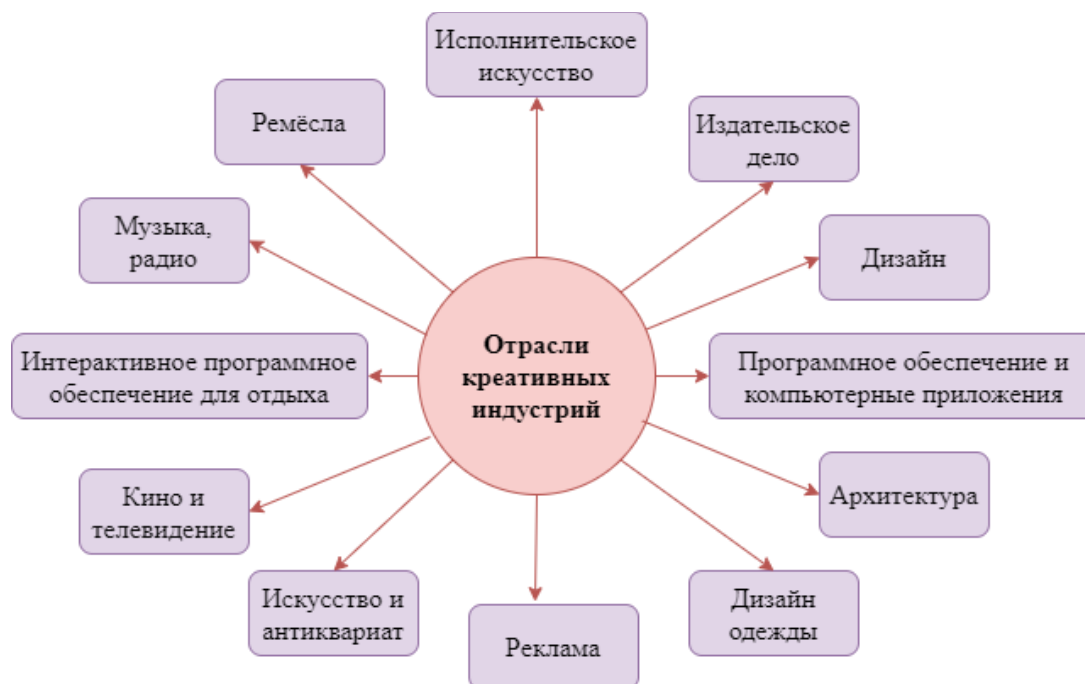 Исполнительское
искусство
Ремёсла
Издательское
дело
Музыка,
радио
Дизайн
Отрасли
креативных
индустрий
Интерактивное программное
обеспечение для отдыха
Программное обеспечение и
компьютерные приложения
Кино и
телевидение
Архитектура
Искусство и
антиквариат
Реклама
Дизайн
одежды